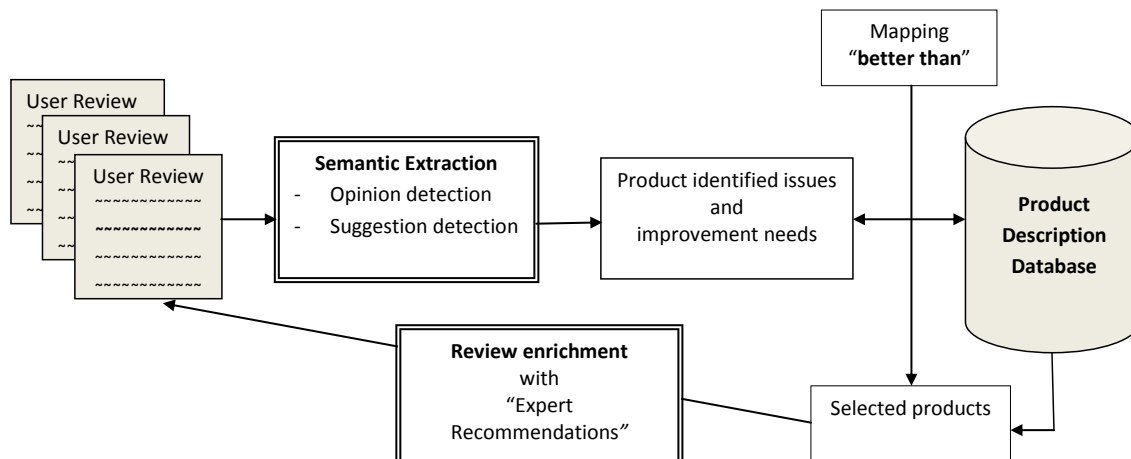 Mapping
“better than”
User Review
~~
~~
~~
~~
User Review
~~
~~
~~
~~
User Review
~~~~~~~~~~~~
~~~~~~~~~~~~
~~~~~~~~~~~~
~~~~~~~~~~~~
Semantic Extraction
- Opinion detection
- Suggestion detection
Product identified issues
and
improvement needs
Product
Description
Database
Review enrichment
with
“Expert
Recommendations”
Selected products